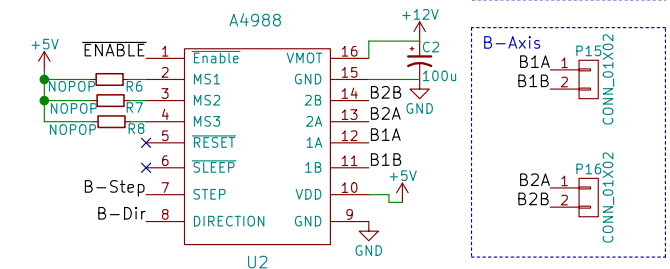 A4988
+12V
+5V
ENABLE
1 Enable VMOT 16
C2
+
100u
2 MS1 GND 15
NOPOP R6
GND
3 MS2 2B 14 B2B
NOPOP R7
4 MS3 2A 13 B2A
NOPOP R8
5 RESET 1A 12 B1A
6 SLEEP 1B 11 B1B
+5V
B-Step 7 STEP VDD 10
B-Dir 8 DIRECTION GND 9
GND
U2
B-Axis
P15
B1A 1
B1B 2
CONN_01X02
P16
B2A 1
B2B 2
CONN_01X02